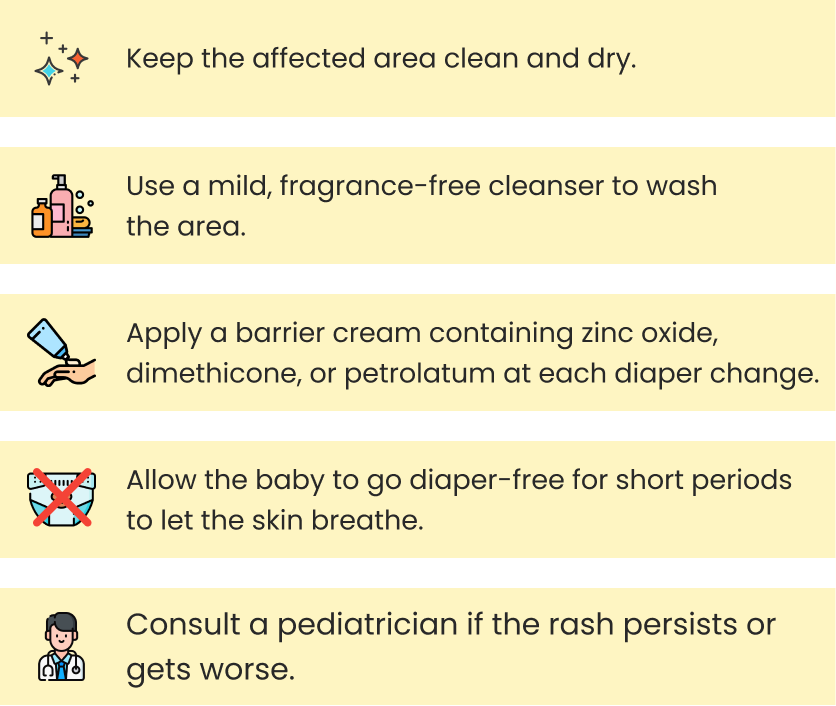 Keep the affected area clean and dry.
Use a mild, fragrance-free cleanser to wash
the area.
Apply a barrier cream containing zinc oxide,
dimethicone, or petrolatum at each diaper change.
Allow the baby to go diaper-free for short periods
to let the skin breathe.
Consult a pediatrician if the rash persists or
gets worse.